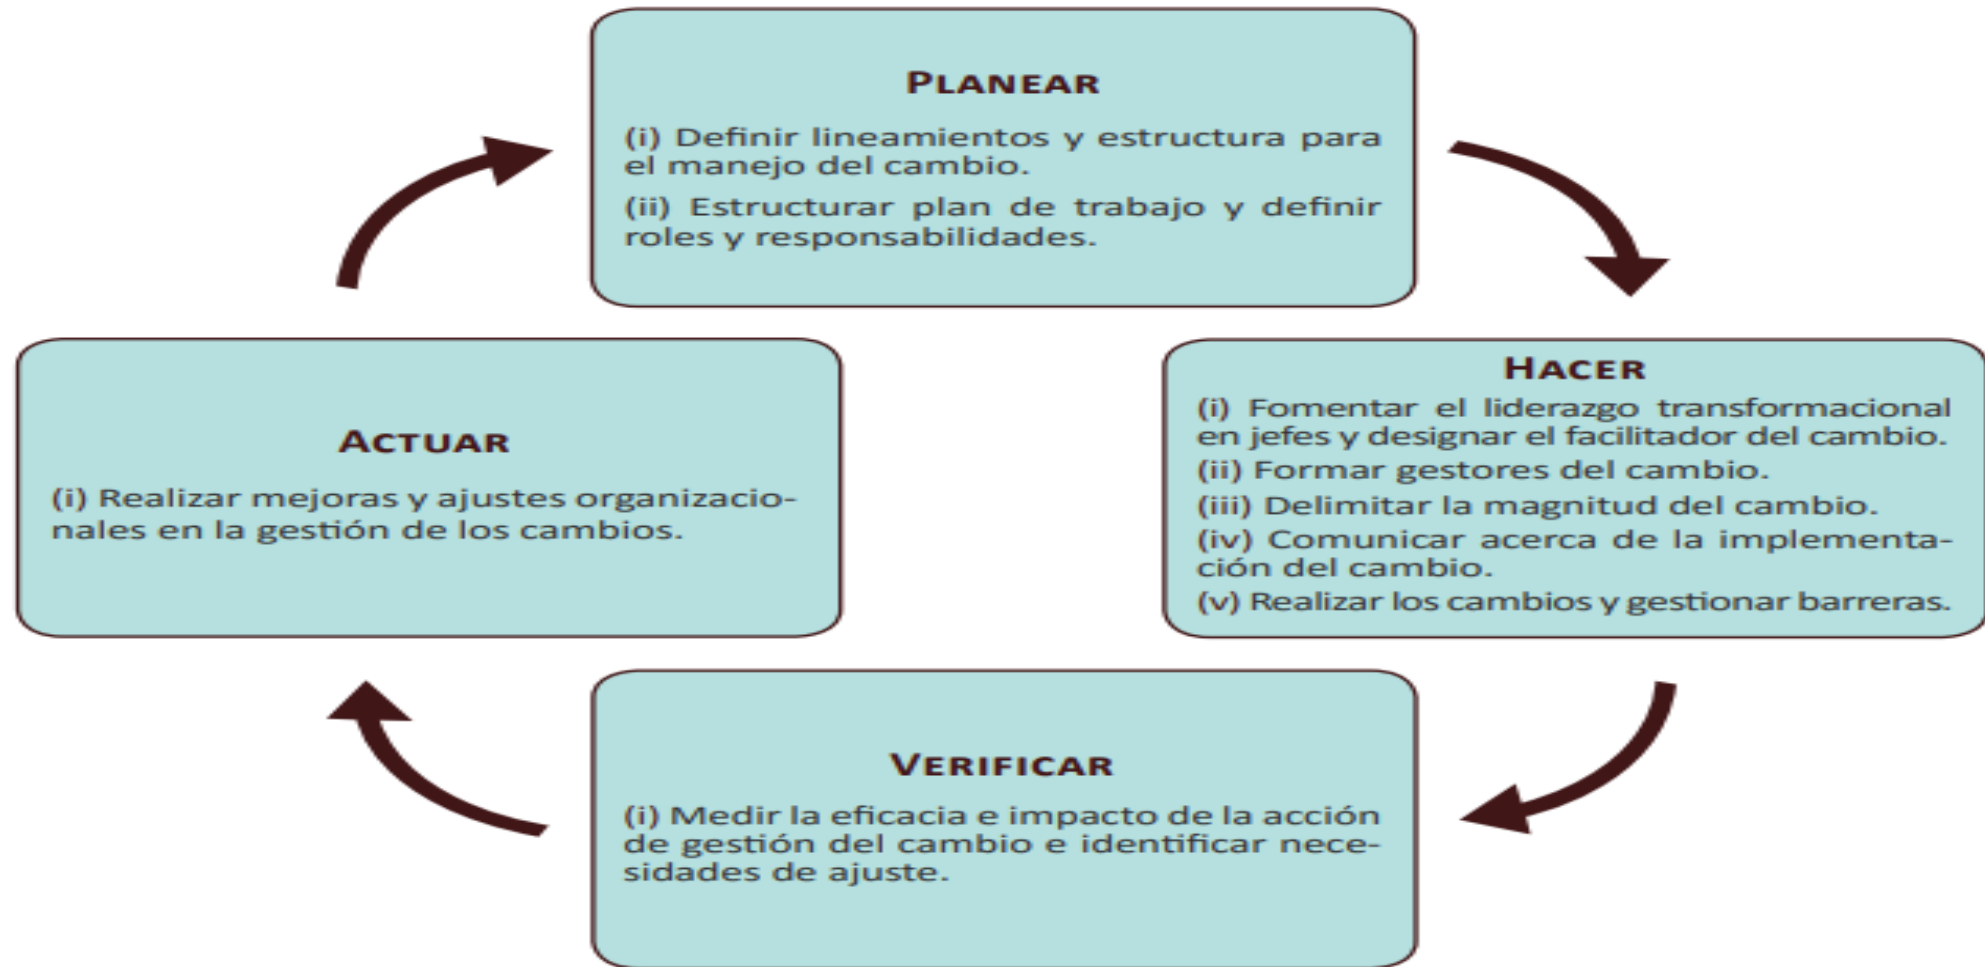 PLANEAR
(i) Definir lineamientos y estructura para
el manejo del cambio.
(ii) Estructurar plan de trabajo y definir
roles y responsabilidades.
HACER
(i) Fomentar el liderazgo transformacional
en jefes y designar el facilitador del cambio.
(ii) Formar gestores del cambio.
(iii) Delimitar la magnitud del cambio.
(iv) Comunicar acerca de la implementa-
ción del cambio.
(v) Realizar los cambios y gestionar barreras.
VERIFICAR
(i) Medir la eficacia e impacto de la acción
de gestión del cambio e identificar nece-
sidades de ajuste.
ACTUAR
(i) Realizar mejoras y ajustes organizacio-
nales en la gestión de los cambios.